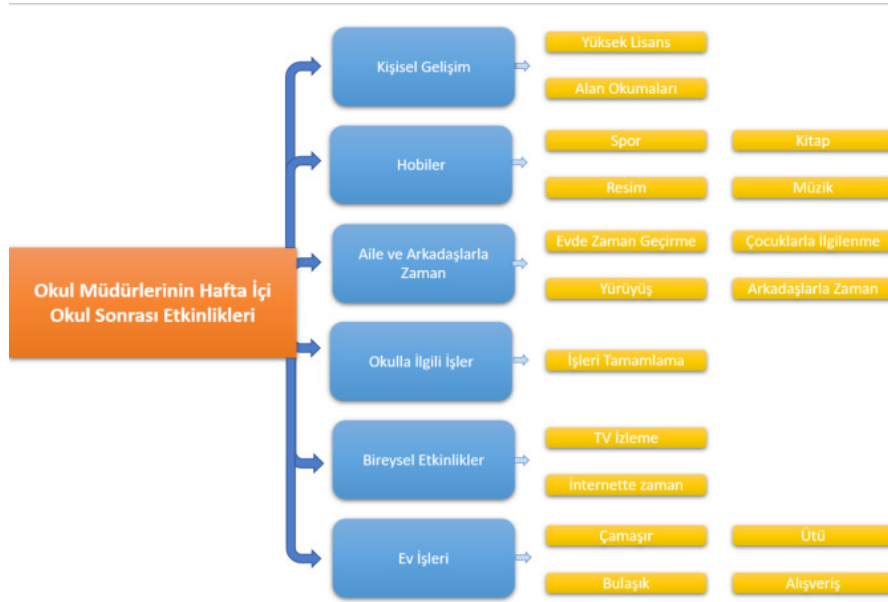 Okul Müdürlerinin Hafta İçi
Okul Sonrası Etkinlikleri
Kişisel Gelişim
Yüksek Lisans
Alan Okumaları
Hobiler
Spor
Kitap
Resim
Müzik
Aile ve Arkadaşlarla
Zaman
Evde Zaman Geçirme
Çocuklarla İlgilenme
Yürüyüş
Arkadaşlarla Zaman
Okulla İlgili İşler
İşleri Tamamlama
Bireysel Etkinlikler
TV İzleme
İnternette zaman
Ev İşleri
Çamaşır
Ütü
Bulaşık
Alışveriş